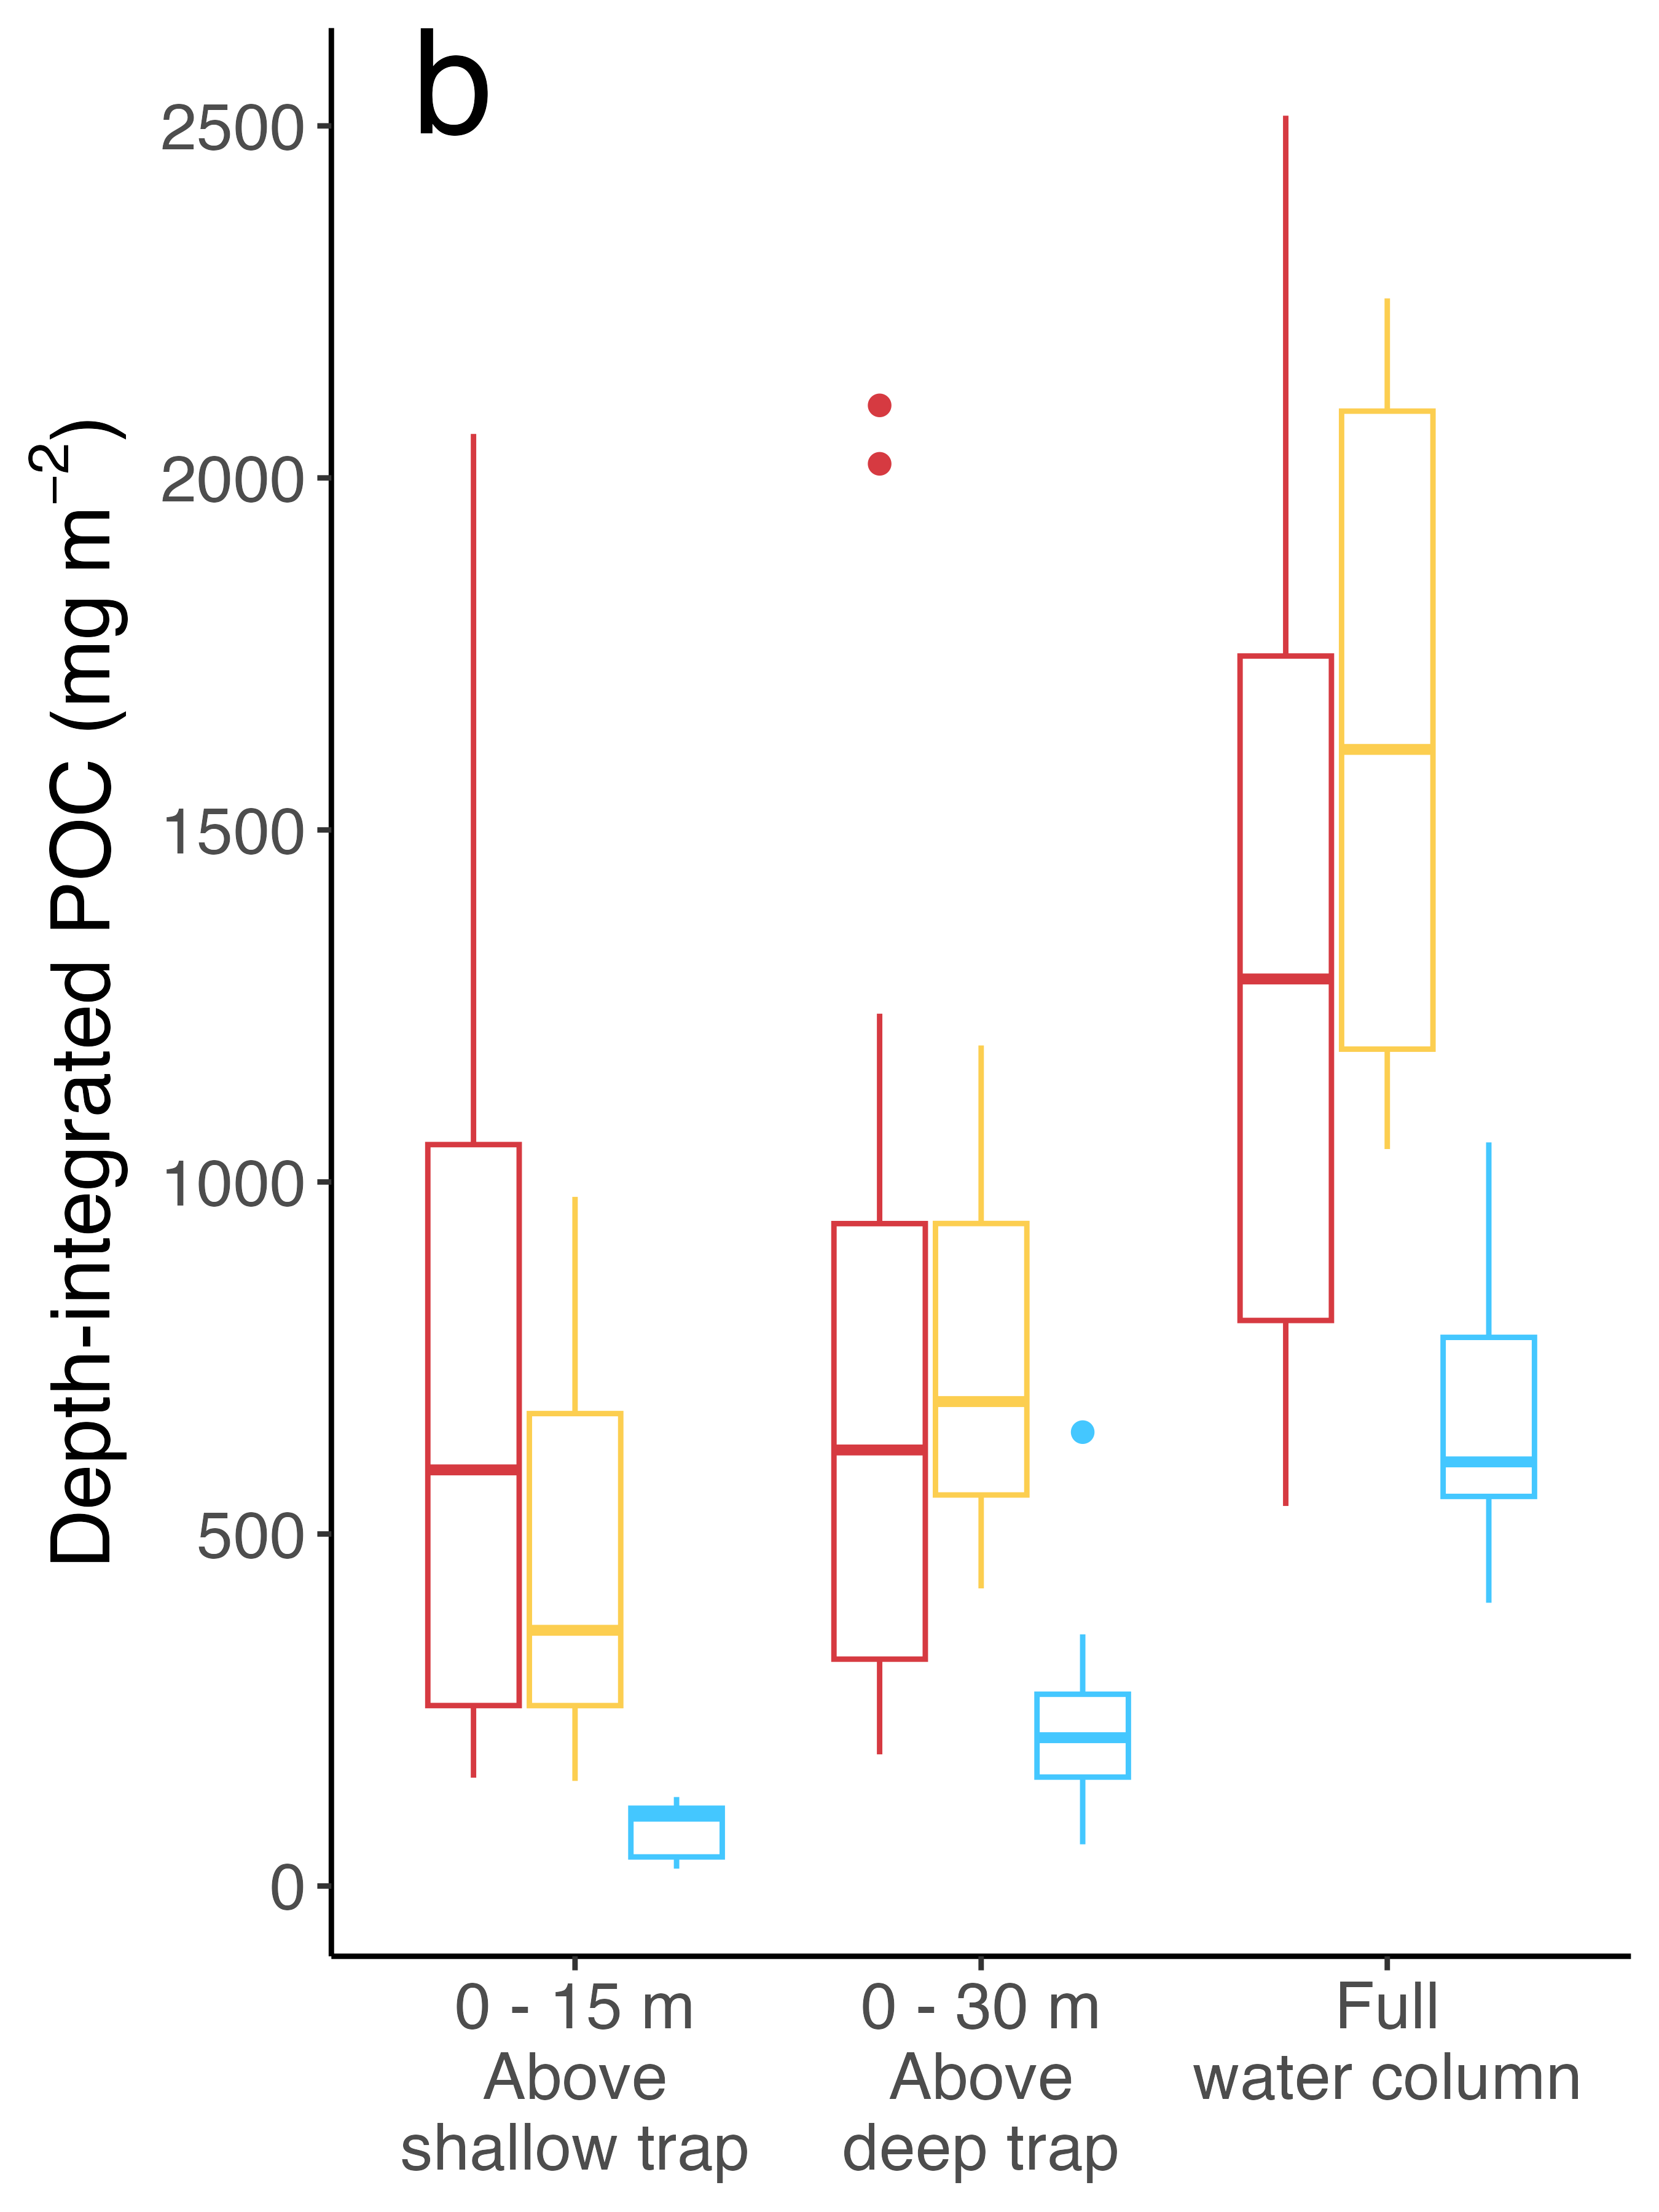 b
Depth-integrated POC (mg m⁻²)
2500
2000
1500
1000
500
0
0 - 15 m
Above
shallow trap
0 - 30 m
Above
deep trap
Full
water column